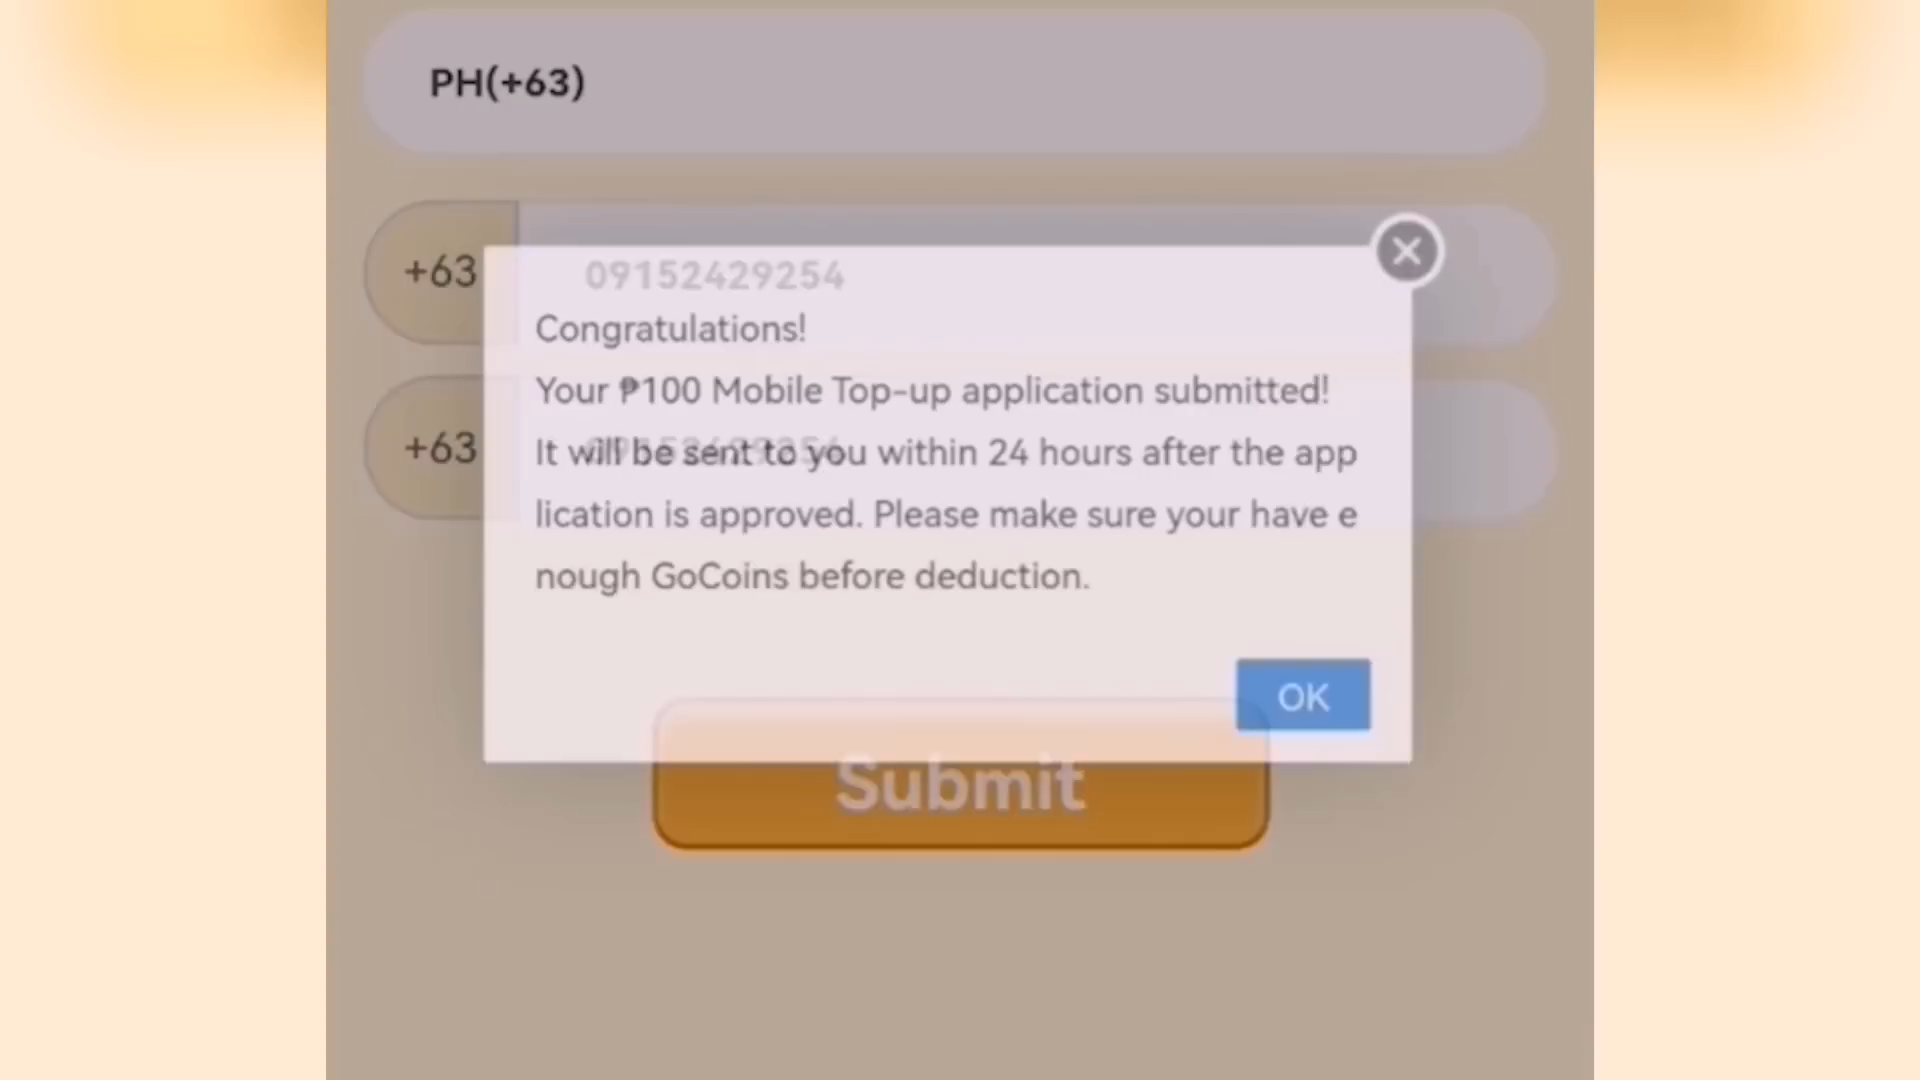 PH(+63)
+63
09152429254
Congratulations!
Your ₱100 Mobile Top-up application submitted!
+63
09152429254
It will be sent to you within 24 hours after the app
lication is approved. Please make sure your have e
nough GoCoins before deduction.
OK
Submit